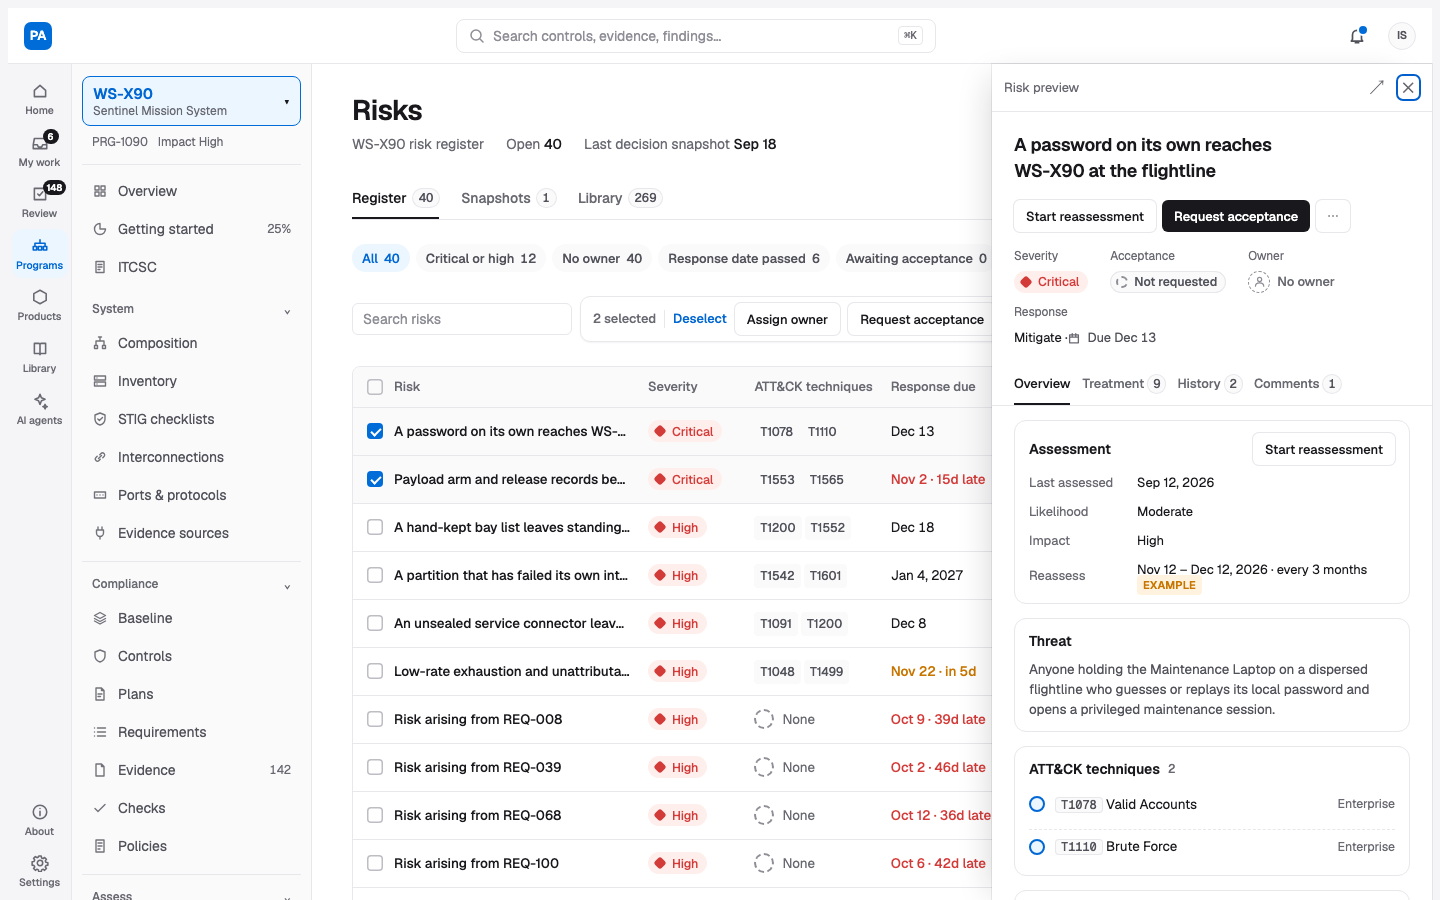 PA
Search controls, evidence, findings...
⌘K
IS
Home
6
My work
148
Review
Programs
Products
Library
AI agents
About
Settings
WS-X90
Sentinel Mission System
PRG-1090 Impact High
Overview
Getting started 25%
ITCSC
System
Composition
Inventory
STIG checklists
Interconnections
Ports & protocols
Evidence sources
Compliance
Baseline
Controls
Plans
Requirements
Evidence 142
Checks
Policies
Assess
Risks
WS-X90 risk register Open 40 Last decision snapshot Sep 18
Register 40 Snapshots 1 Library 269
All 40 Critical or high 12 No owner 40 Response date passed 6 Awaiting acceptance 0
Search risks 2 selected Deselect Assign owner Request acceptance
Risk Severity ATT&CK techniques Response due
A password on its own reaches WS-... Critical T1078 T1110 Dec 13
Payload arm and release records be... Critical T1553 T1565 Nov 2 · 15d late
A hand-kept bay list leaves standing... High T1200 T1552 Dec 18
A partition that has failed its own int... High T1542 T1601 Jan 4, 2027
An unsealed service connector leav... High T1091 T1200 Dec 8
Low-rate exhaustion and unattributa... High T1048 T1499 Nov 22 · in 5d
Risk arising from REQ-008 High None Oct 9 · 39d late
Risk arising from REQ-039 High None Oct 2 · 46d late
Risk arising from REQ-068 High None Oct 12 · 36d late
Risk arising from REQ-100 High None Oct 6 · 42d late
Risk preview
A password on its own reaches
WS-X90 at the flightline
Start reassessment Request acceptance ...
Severity Acceptance Owner
Critical Not requested No owner
Response
Mitigate · Due Dec 13
Overview Treatment 9 History 2 Comments 1
Assessment Start reassessment
Last assessed Sep 12, 2026
Likelihood Moderate
Impact High
Reassess Nov 12 – Dec 12, 2026 · every 3 months
EXAMPLE
Threat
Anyone holding the Maintenance Laptop on a dispersed
flightline who guesses or replays its local password and
opens a privileged maintenance session.
ATT&CK techniques 2
T1078 Valid Accounts Enterprise
T1110 Brute Force Enterprise